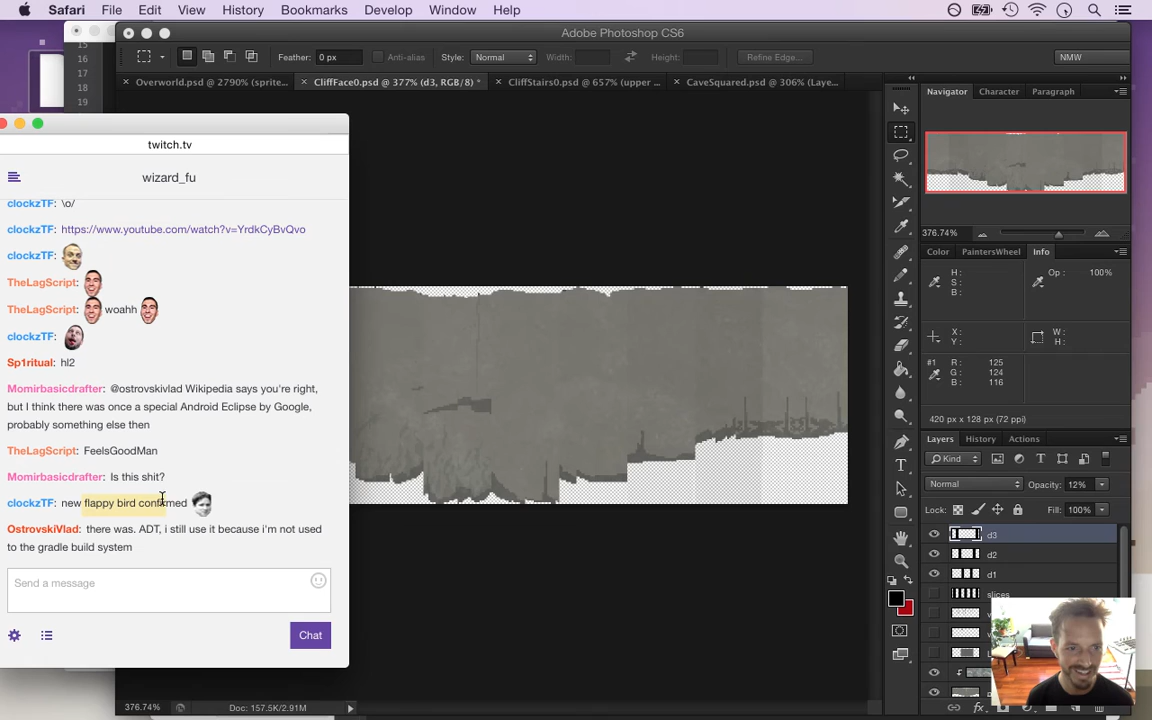 Safari File Edit View History Bookmarks Develop Window Help
Adobe Photoshop CS6
Feather: 0 px Anti-alias Style: Normal Width: Height: Refine Edge... NMW
Overworld.psd @ 2790% (sprite... CliffFace0.psd @ 377% (d3, RGB/8) * CliffStairs0.psd @ 657% (upper ... CaveSquared.psd @ 306% (Laye...
15
16
17
18
19
twitch.tv
wizard_fu
clockzTF: \o/
clockzTF: https://www.youtube.com/watch?v=YrdkCyBvQvo
clockzTF:
TheLagScript:
TheLagScript: woahh
clockzTF:
Sp1ritual: hl2
Momirbasicdrafter: @ostrovskivlad Wikipedia says you're right,
but I think there was once a special Android Eclipse by Google,
probably something else then
TheLagScript: FeelsGoodMan
Momirbasicdrafter: Is this shit?
clockzTF: new flappy bird confirmed
OstrovskiVlad: there was. ADT, i still use it because i'm not used
to the gradle build system
Send a message
Chat
Navigator Character Paragraph
376.74%
Color PaintersWheel Info
H :
S :
B :
Op : 100%
X :
Y :
W :
H :
#1 R : 125
G : 124
B : 116
420 px x 128 px (72 ppi)
Layers History Actions
Kind
Normal Opacity: 12%
Lock: Fill: 100%
d3
d2
d1
slices
fx
376.74% Doc: 157.5K/2.91M